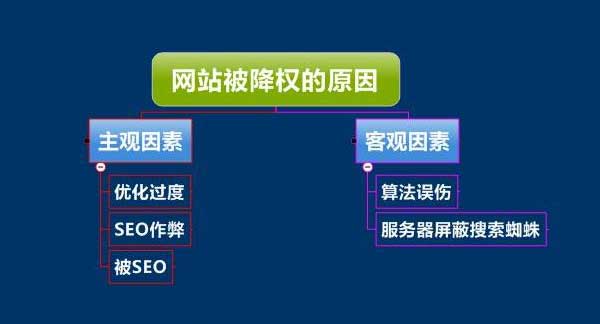 网站被降权的原因
主观因素
优化过度
SEO作弊
被SEO
客观因素
算法误伤
服务器屏蔽搜索蜘蛛